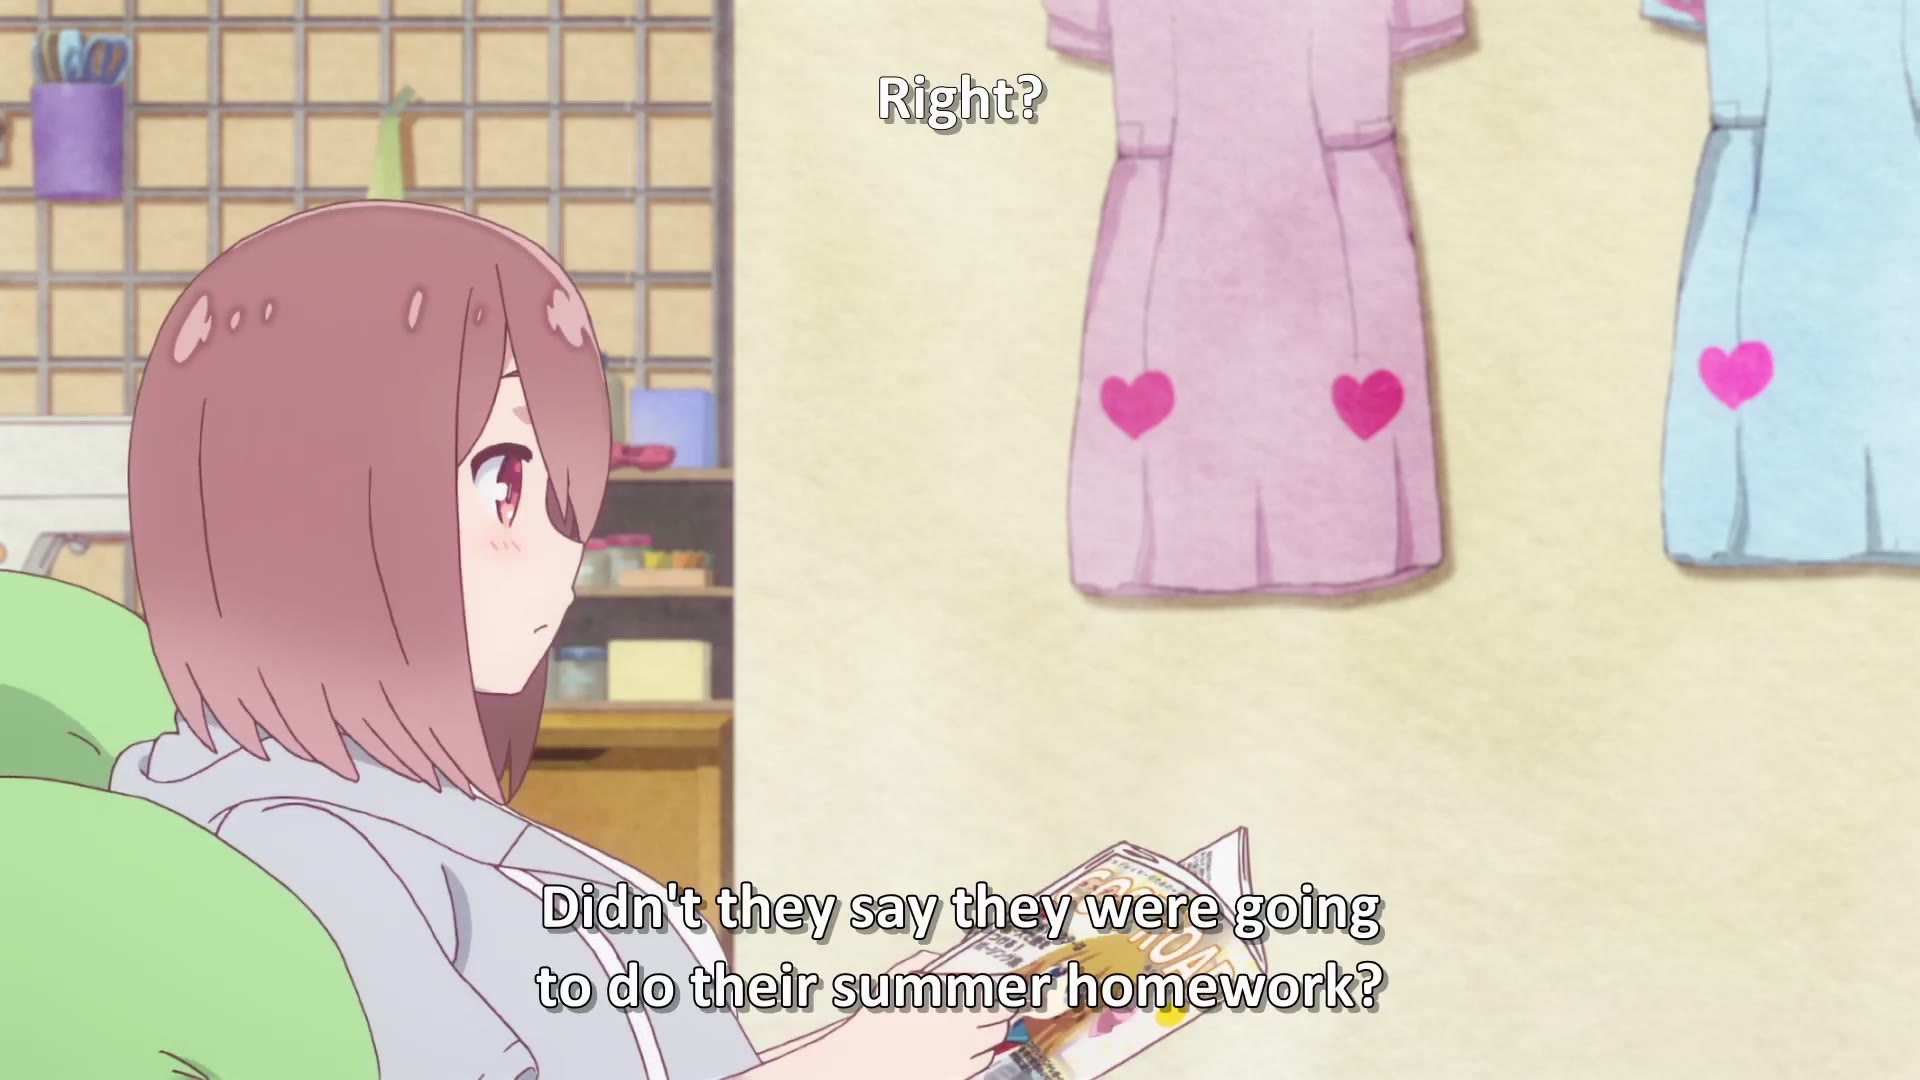 Right?
Didn't they say they were going
to do their summer homework?